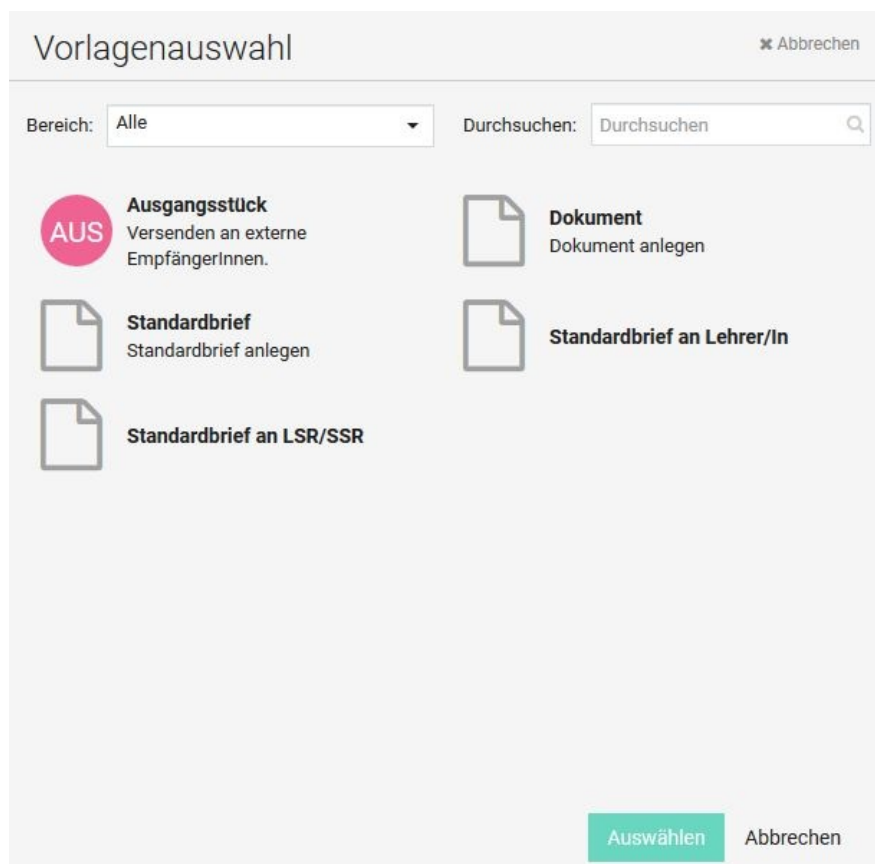 Vorlagenauswahl
✖ Abbrechen
Bereich: Alle
Durchsuchen: Durchsuchen
AUS
Ausgangsstück
Versenden an externe
EmpfängerInnen.
Dokument
Dokument anlegen
Standardbrief
Standardbrief anlegen
Standardbrief an Lehrer/In
Standardbrief an LSR/SSR
Auswählen
Abbrechen